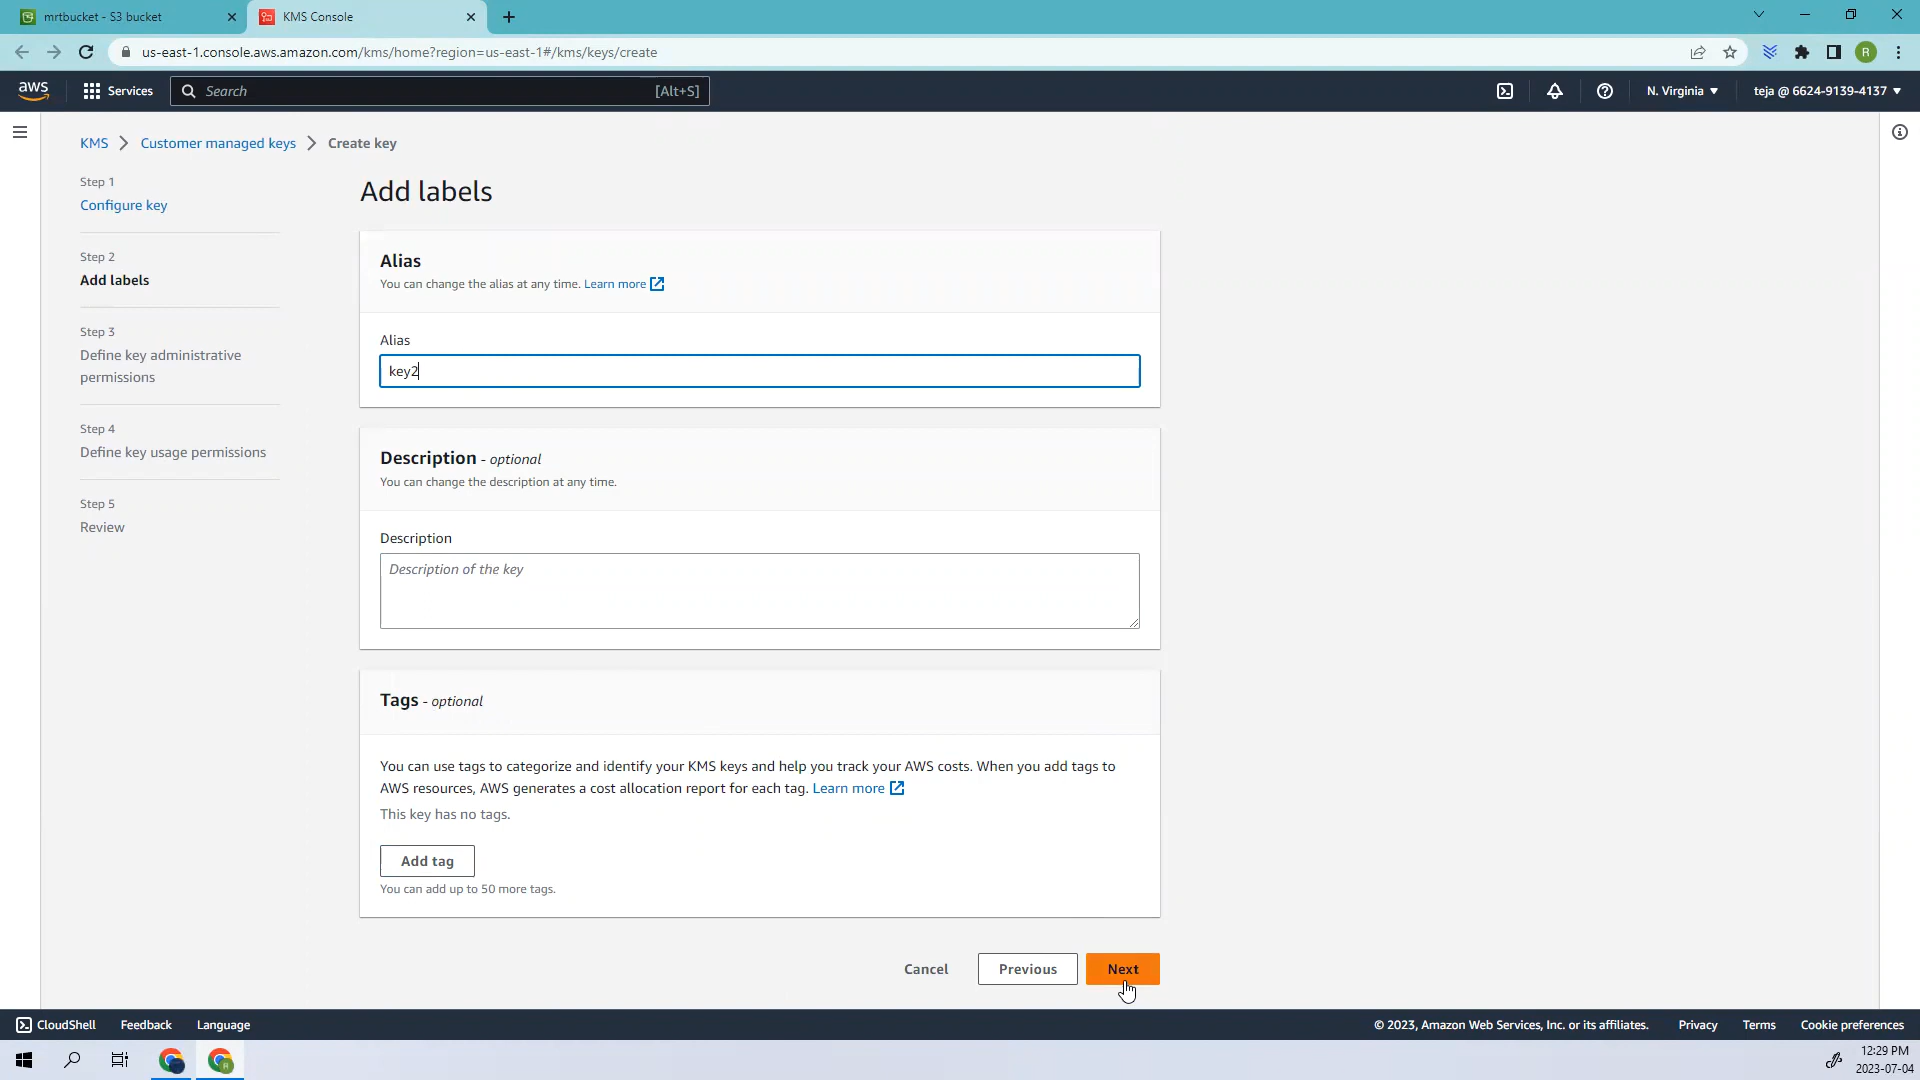 mrtbucket - S3 bucket
KMS Console
us-east-1.console.aws.amazon.com/kms/home?region=us-east-1#/kms/keys/create
R
aws
Services
Search
[Alt+S]
N. Virginia
teja @ 6624-9139-4137
KMS
Customer managed keys
Create key
Step 1
Configure key
Step 2
Add labels
Step 3
Define key administrative
permissions
Step 4
Define key usage permissions
Step 5
Review
Add labels
Alias
You can change the alias at any time. Learn more
Alias
key2
Description - optional
You can change the description at any time.
Description
Description of the key
Tags - optional
You can use tags to categorize and identify your KMS keys and help you track your AWS costs. When you add tags to
AWS resources, AWS generates a cost allocation report for each tag. Learn more
This key has no tags.
Add tag
You can add up to 50 more tags.
Cancel
Previous
Next
CloudShell
Feedback
Language
© 2023, Amazon Web Services, Inc. or its affiliates.
Privacy
Terms
Cookie preferences
R
12:29 PM
2023-07-04